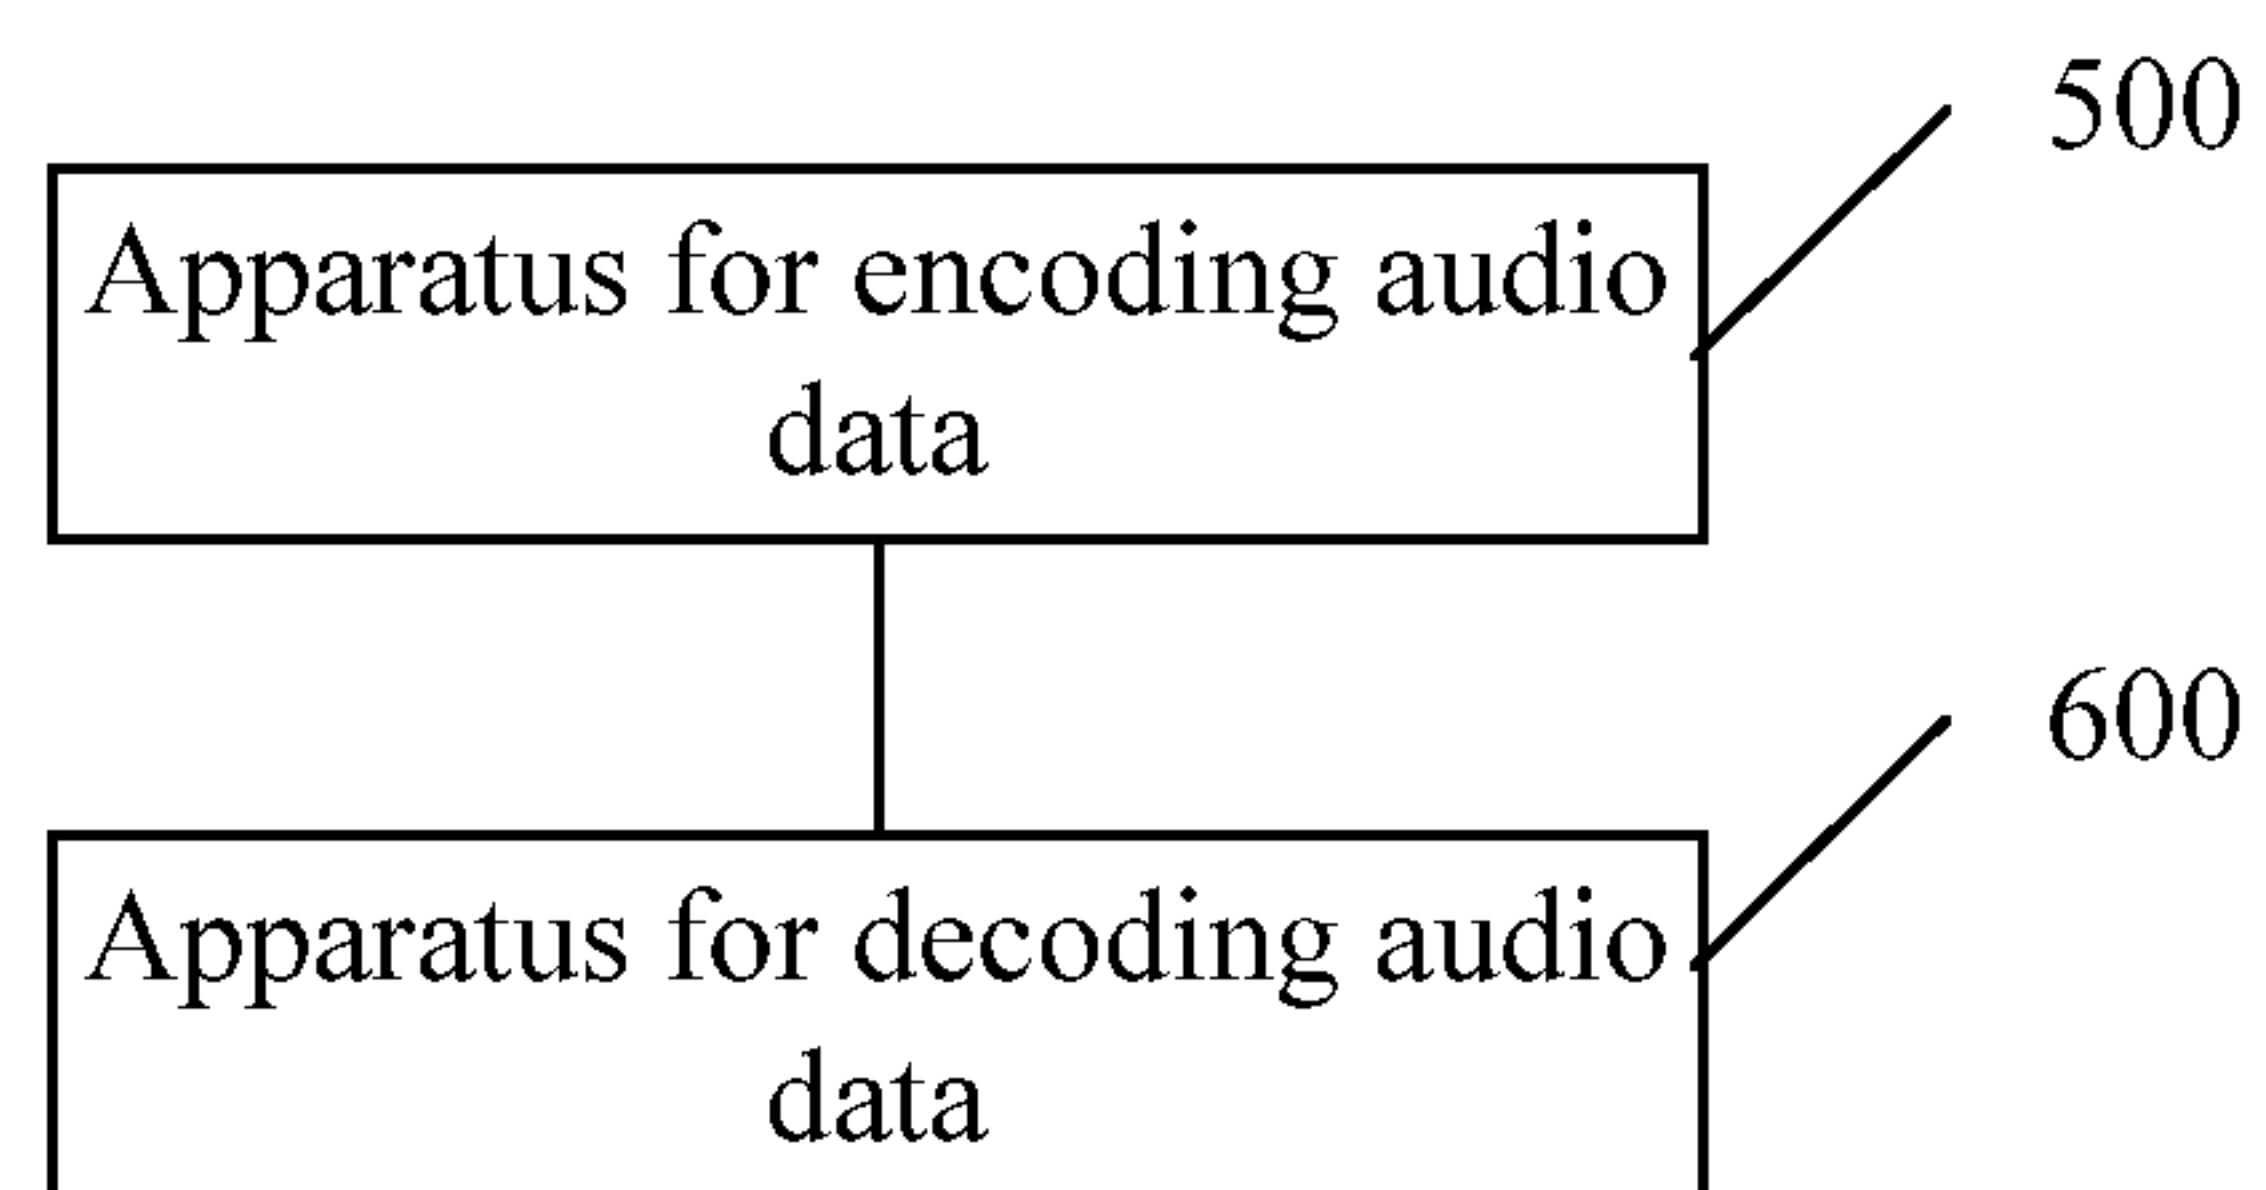 500
Apparatus for encoding audio
data
600
Apparatus for decoding audio
data